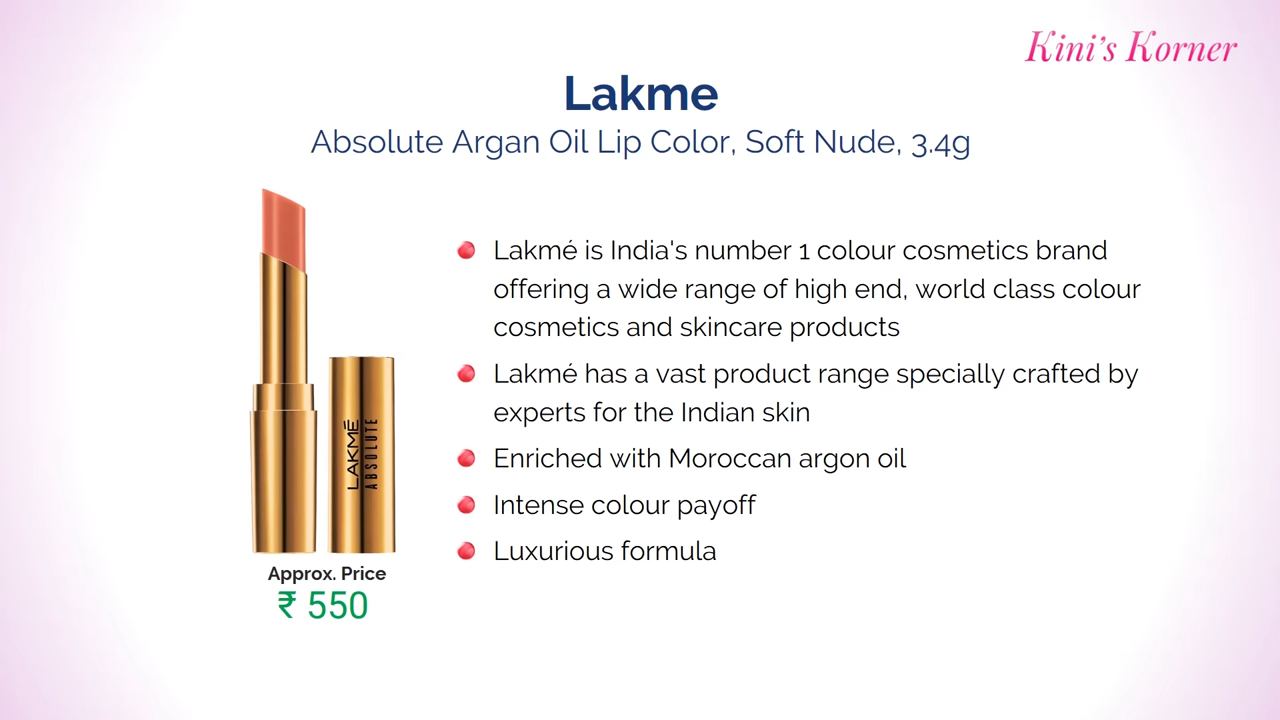 Kini's Korner
Lakme
Absolute Argan Oil Lip Color, Soft Nude, 3.4g
Lakmé is India's number 1 colour cosmetics brand
offering a wide range of high end, world class colour
cosmetics and skincare products
Lakmé has a vast product range specially crafted by
experts for the Indian skin
Enriched with Moroccan argon oil
Intense colour payoff
Luxurious formula
LAKMÉ
ABSOLUTE
Approx. Price
₹ 550